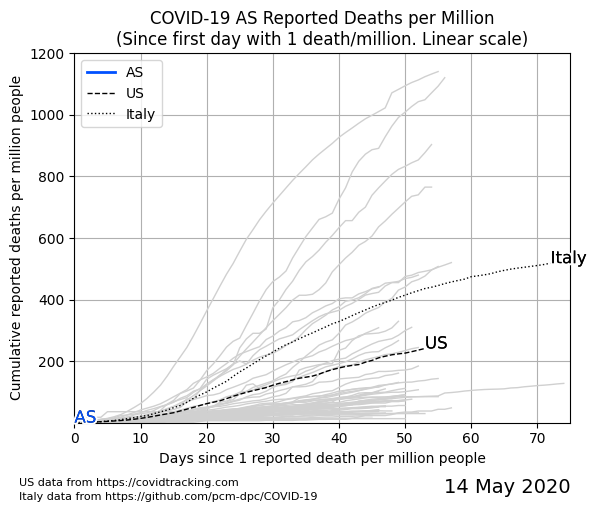 COVID-19 AS Reported Deaths per Million
(Since first day with 1 death/million. Linear scale)
1200
1000
800
600
400
200
Cumulative reported deaths per million people
AS
US
Italy
Italy
US
AS
0 10 20 30 40 50 60 70
Days since 1 reported death per million people
US data from https://covidtracking.com
Italy data from https://github.com/pcm-dpc/COVID-19
14 May 2020